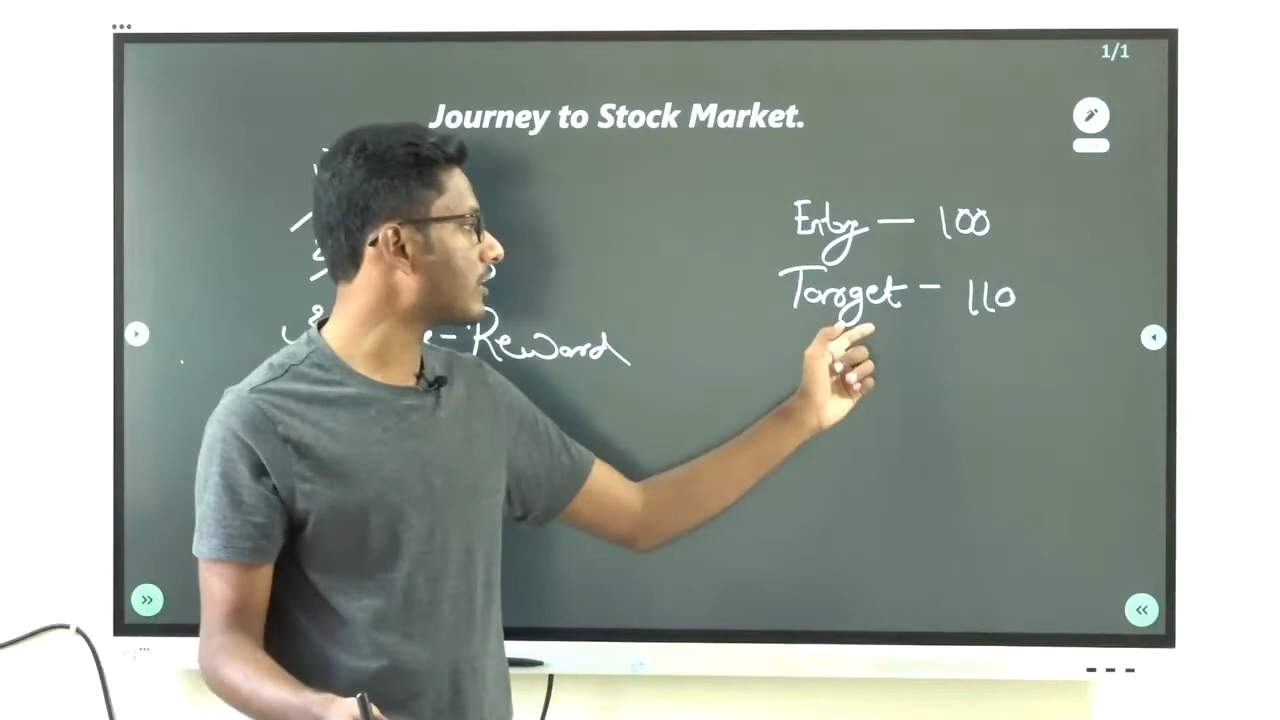 1/1
Journey to Stock Market.
Entry — 100
Target - 110
Reward